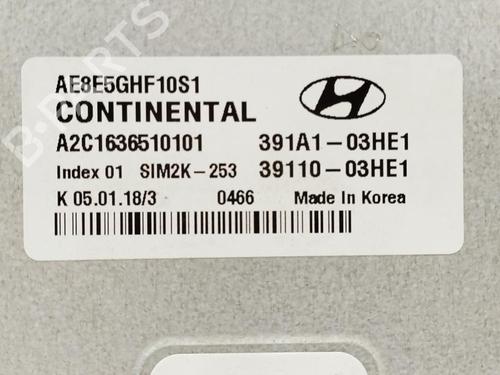 AE8E5GHF10S1
CONTINENTAL
A2C1636510101 391A1-03HE1
Index 01 SIM2K-253 39110-03HE1
K 05.01.18/3 0466 Made In Korea
B-PARTS